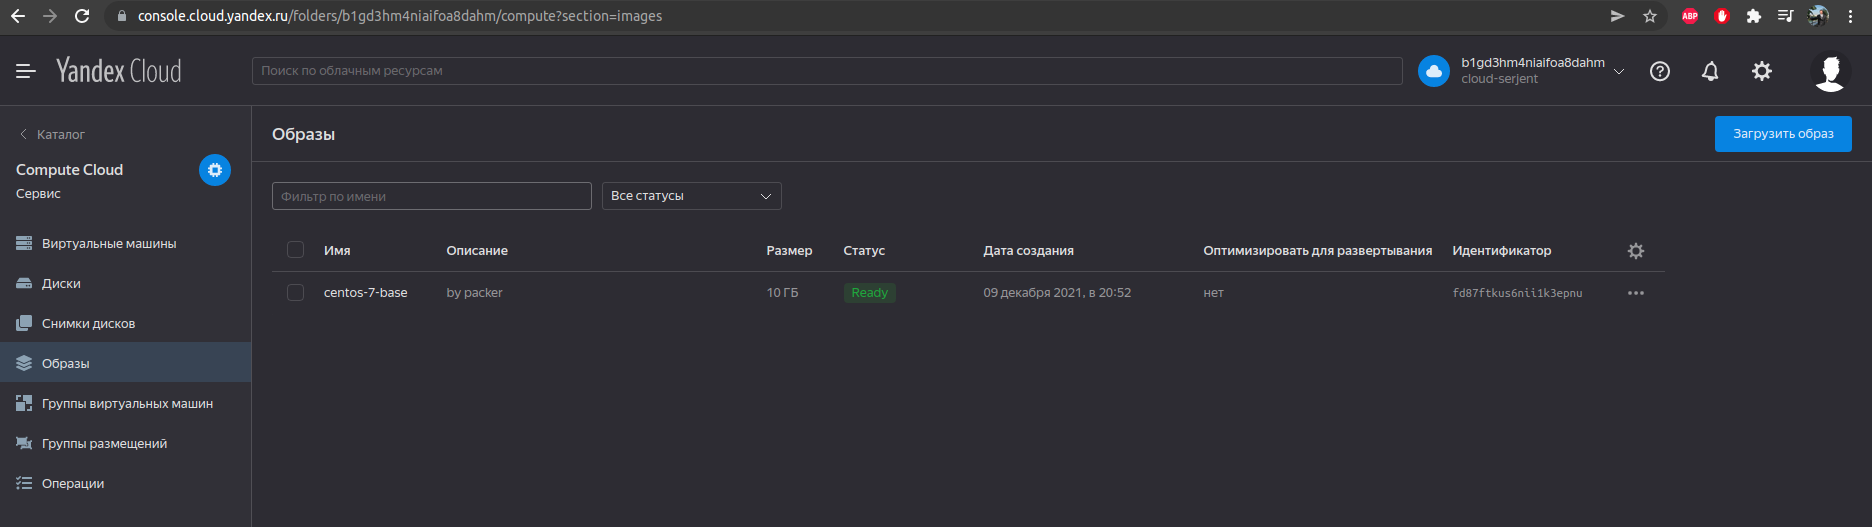 console.cloud.yandex.ru/folders/b1gd3hm4niaifoa8dahm/compute?section=images
ABP
Yandex Cloud
Поиск по облачным ресурсам
b1gd3hm4niaifoa8dahm
cloud-serjent
Каталог
Compute Cloud
Сервис
Виртуальные машины
Диски
Снимки дисков
Образы
Группы виртуальных машин
Группы размещений
Операции
Образы
Загрузить образ
Фильтр по имени
Все статусы
Имя Описание Размер Статус Дата создания Оптимизировать для развертывания Идентификатор
centos-7-base by packer 10 ГБ Ready 09 декабря 2021, в 20:52 нет fd87ftkus6nii1k3epnu